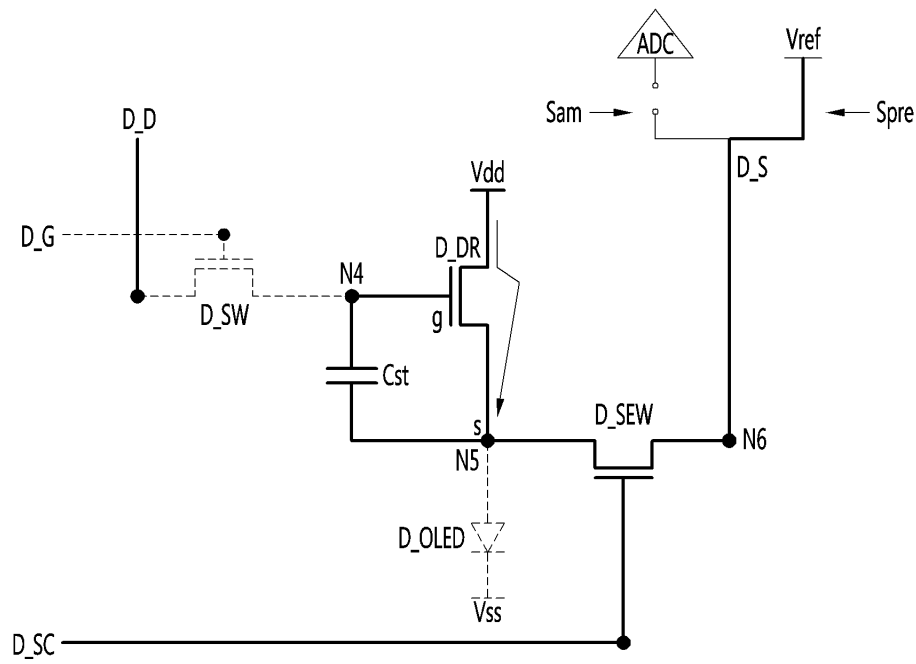 ADC
Vref
Sam
Spre
D_D
D_S
Vdd
D_G
D_DR
N4
g
D_SW
Cst
D_SEW
s
N5
N6
D_OLED
Vss
D_SC